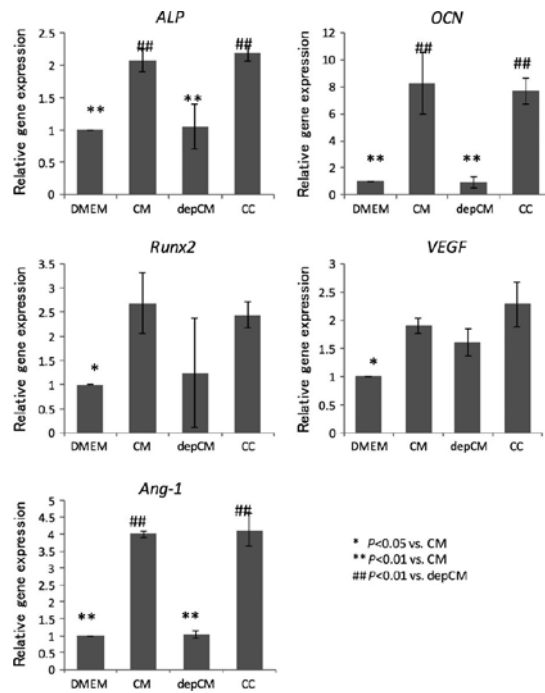 ALP
Relative gene expression
2.5
2
1.5
1
0.5
0
**
##
**
##
DMEM CM depCM CC
OCN
Relative gene expression
12
10
8
6
4
2
0
**
##
**
##
DMEM CM depCM CC
Runx2
Relative gene expression
3.5
3
2.5
2
1.5
1
0.5
0
*
DMEM CM depCM CC
VEGF
Relative gene expression
3
2.5
2
1.5
1
0.5
0
*
DMEM CM depCM CC
Ang-1
Relative gene expression
5
4.5
4
3.5
3
2.5
2
1.5
1
0.5
0
**
##
**
##
DMEM CM depCM CC
* P<0.05 vs. CM
** P<0.01 vs. CM
## P<0.01 vs. depCM